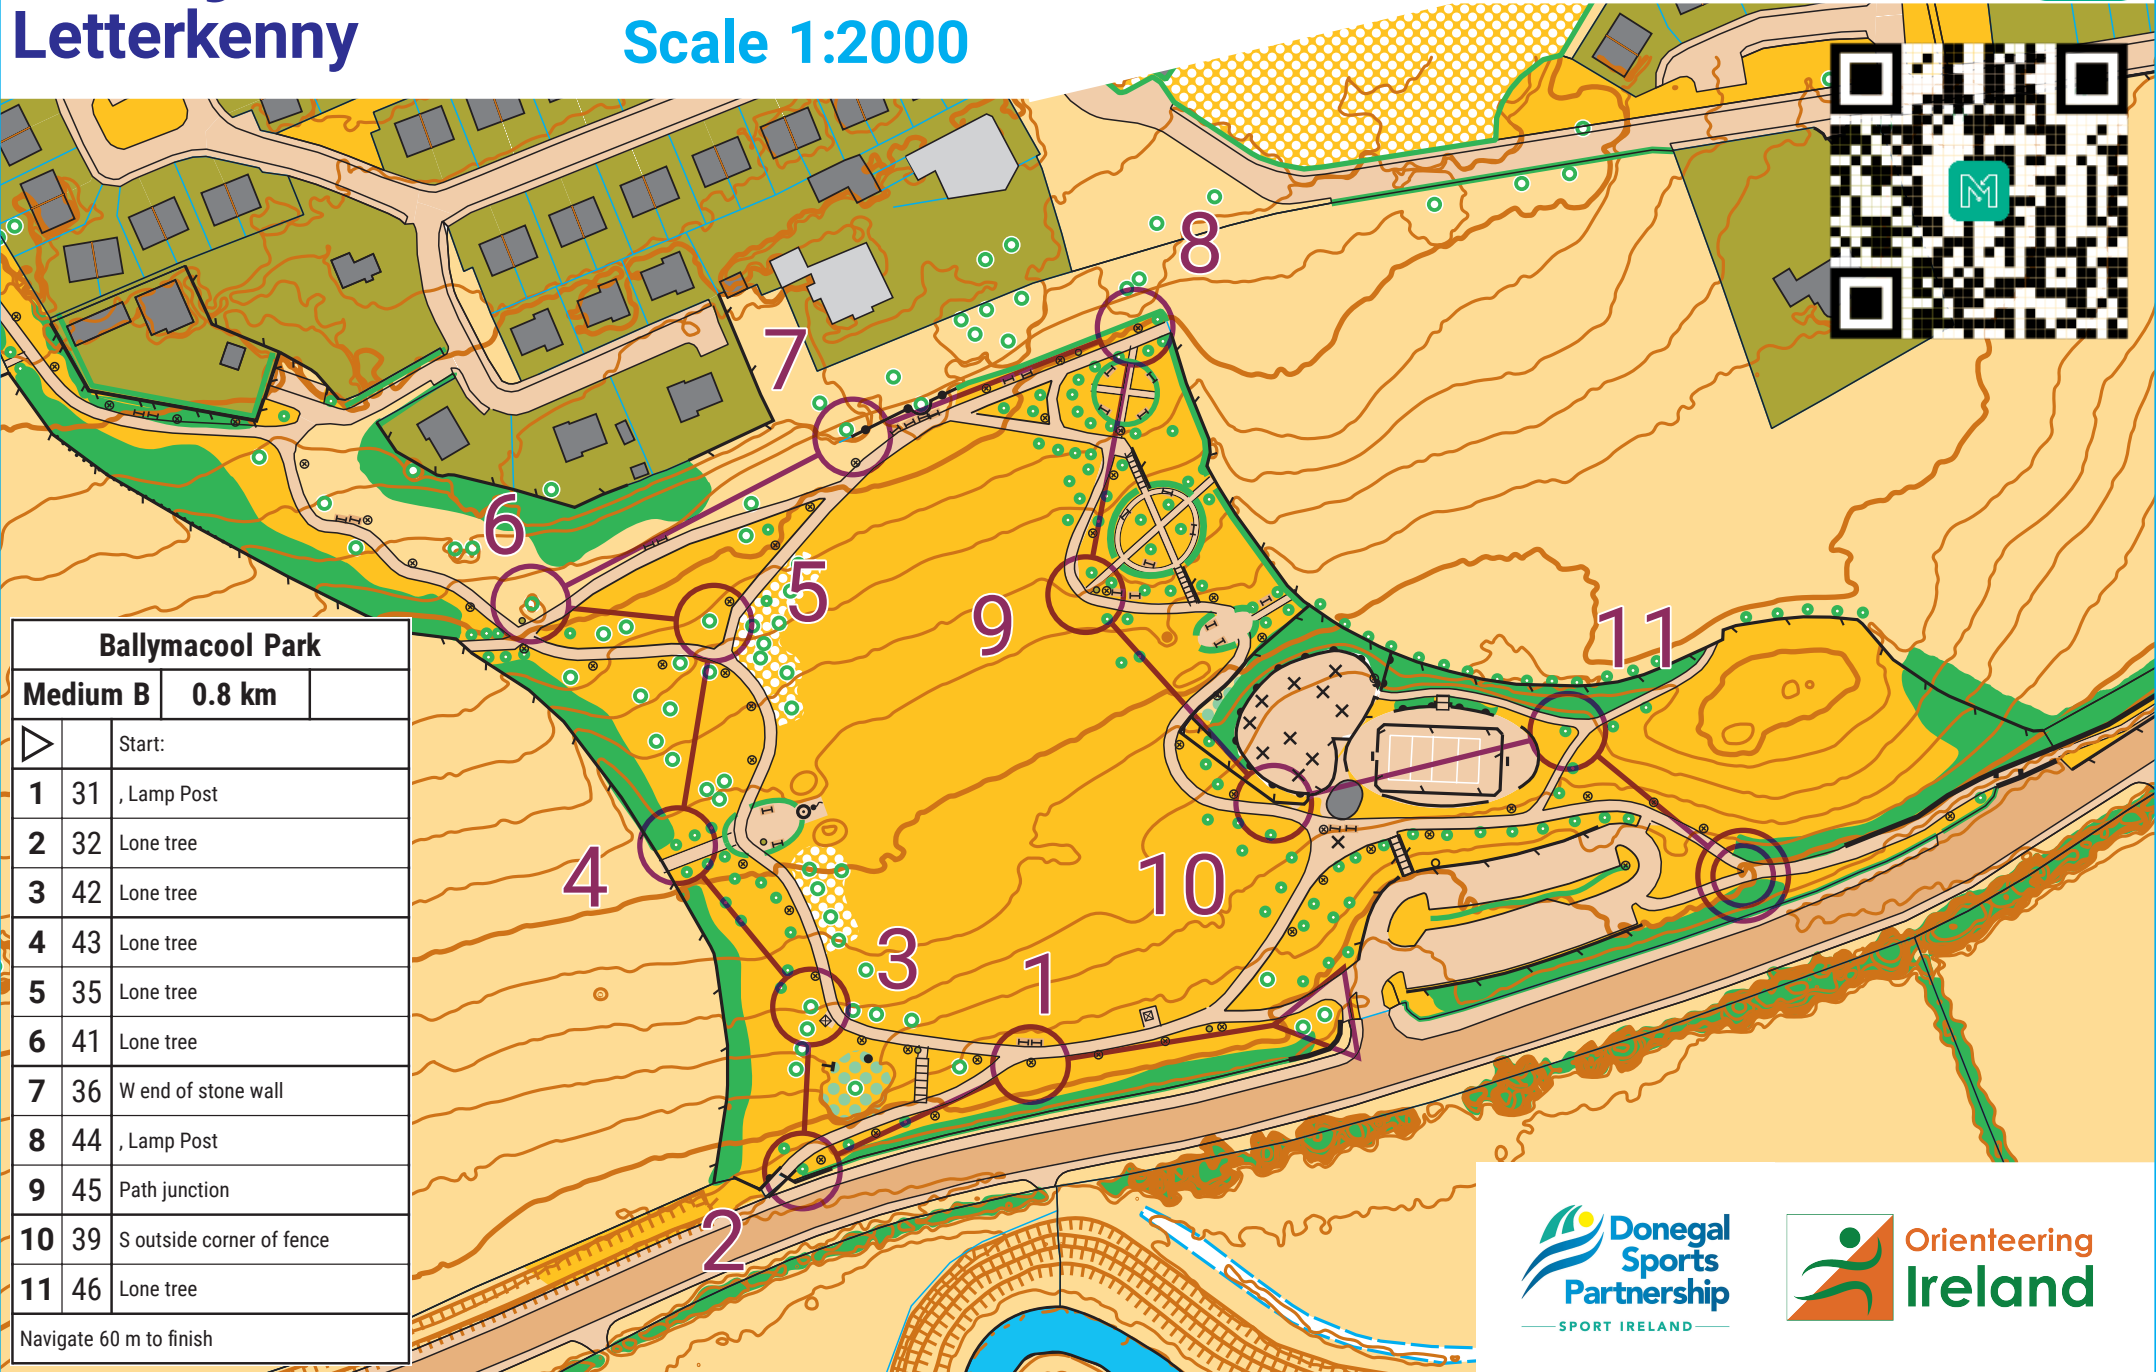 Letterkenny
Scale 1:2000
8
7
6
5
9
11
4
10
3
1
2
Ballymacool Park
Medium B 0.8 km
Start:
1 31 , Lamp Post
2 32 Lone tree
3 42 Lone tree
4 43 Lone tree
5 35 Lone tree
6 41 Lone tree
7 36 W end of stone wall
8 44 , Lamp Post
9 45 Path junction
10 39 S outside corner of fence
11 46 Lone tree
Navigate 60 m to finish
Donegal
Sports
Partnership
SPORT IRELAND
Orienteering
Ireland